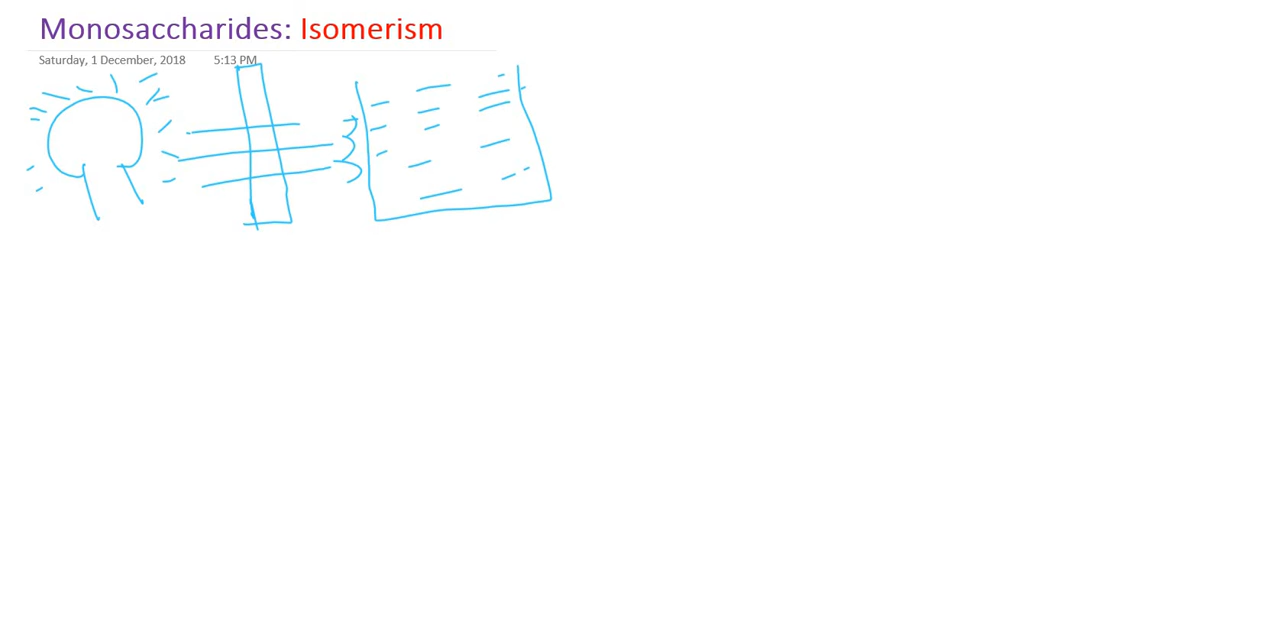 Monosaccharides: Isomerism
Saturday, 1 December, 2018 5:13 PM